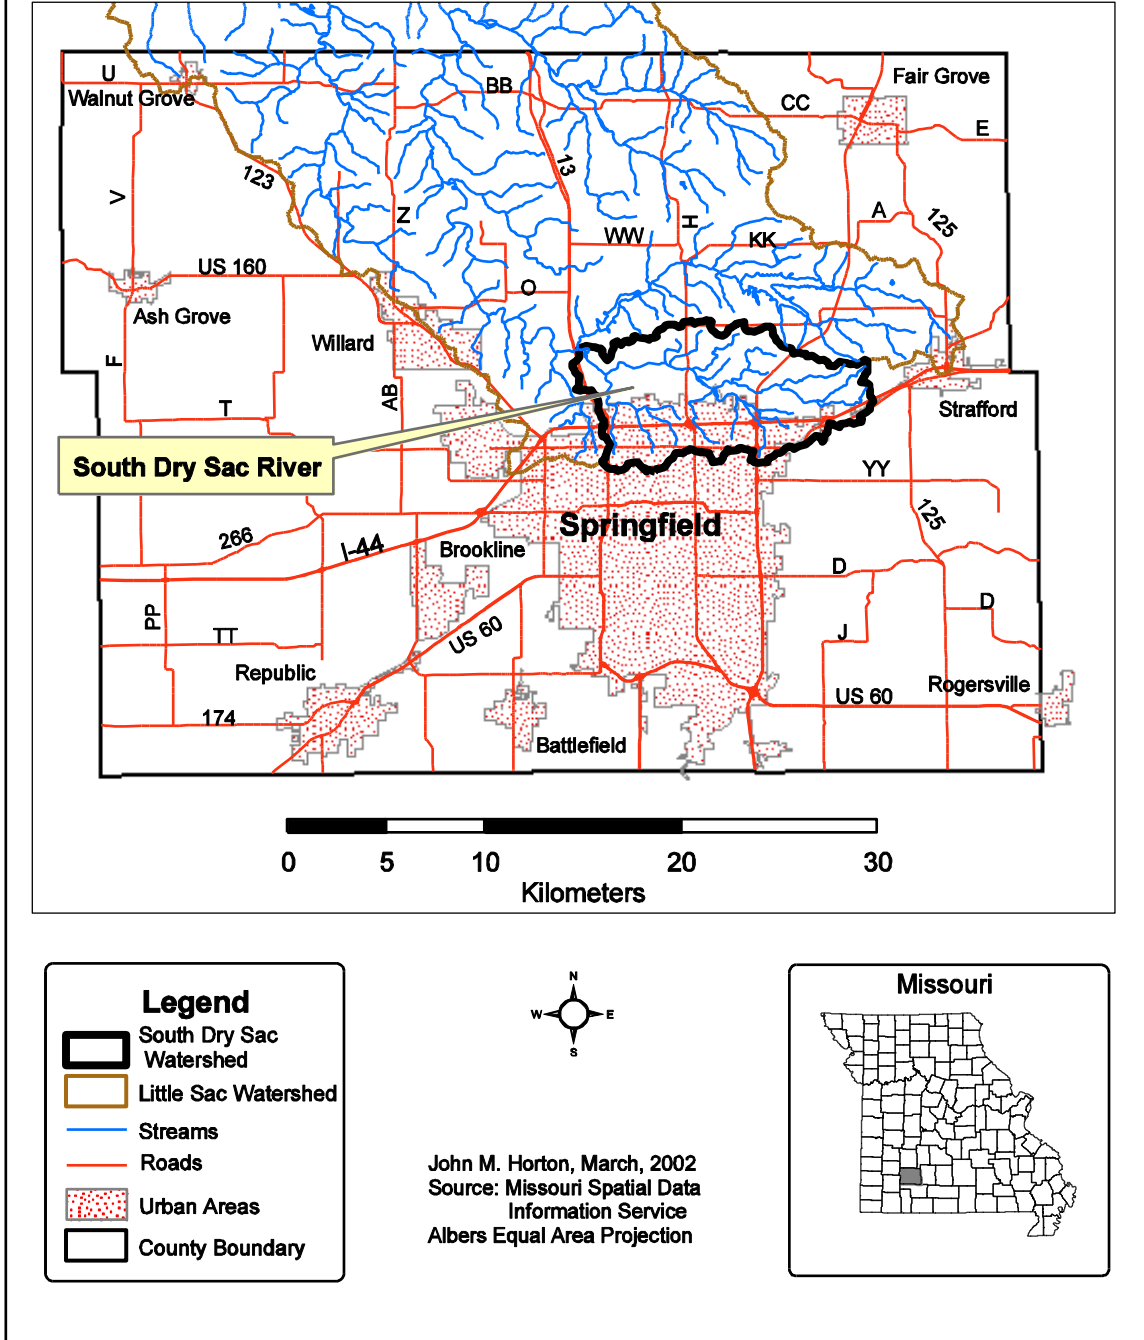 U
Walnut Grove
BB
CC
Fair Grove
E
V
123
13
Z
H
A
125
WW
KK
US 160
O
Ash Grove
Willard
F
T
AB
Strafford
South Dry Sac River
YY
125
Springfield
266
I-44
Brookline
D
D
PP
TT
US 60
J
Republic
Rogersville
US 60
174
Battlefield
0 5 10 20 30
Kilometers
Legend
South Dry Sac
Watershed
Little Sac Watershed
Streams
Roads
Urban Areas
County Boundary
N
W E
S
John M. Horton, March, 2002
Source: Missouri Spatial Data
Information Service
Albers Equal Area Projection
Missouri